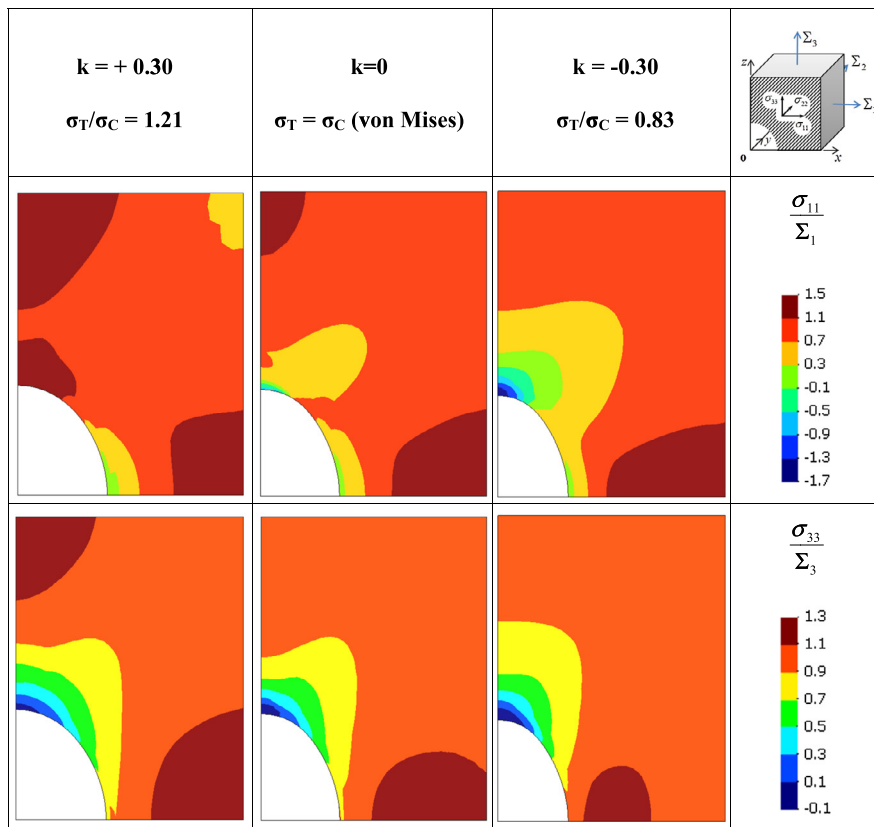 k = + 0.30
σT/σC = 1.21
k=0
σT = σC (von Mises)
k = -0.30
σT/σC = 0.83
Σ3
Σ2
z
σ33
σ22
σ11
y
o
x
σ11
Σ1
1.5
1.1
0.7
0.3
-0.1
-0.5
-0.9
-1.3
-1.7
σ33
Σ3
1.3
1.1
0.9
0.7
0.5
0.3
0.1
-0.1